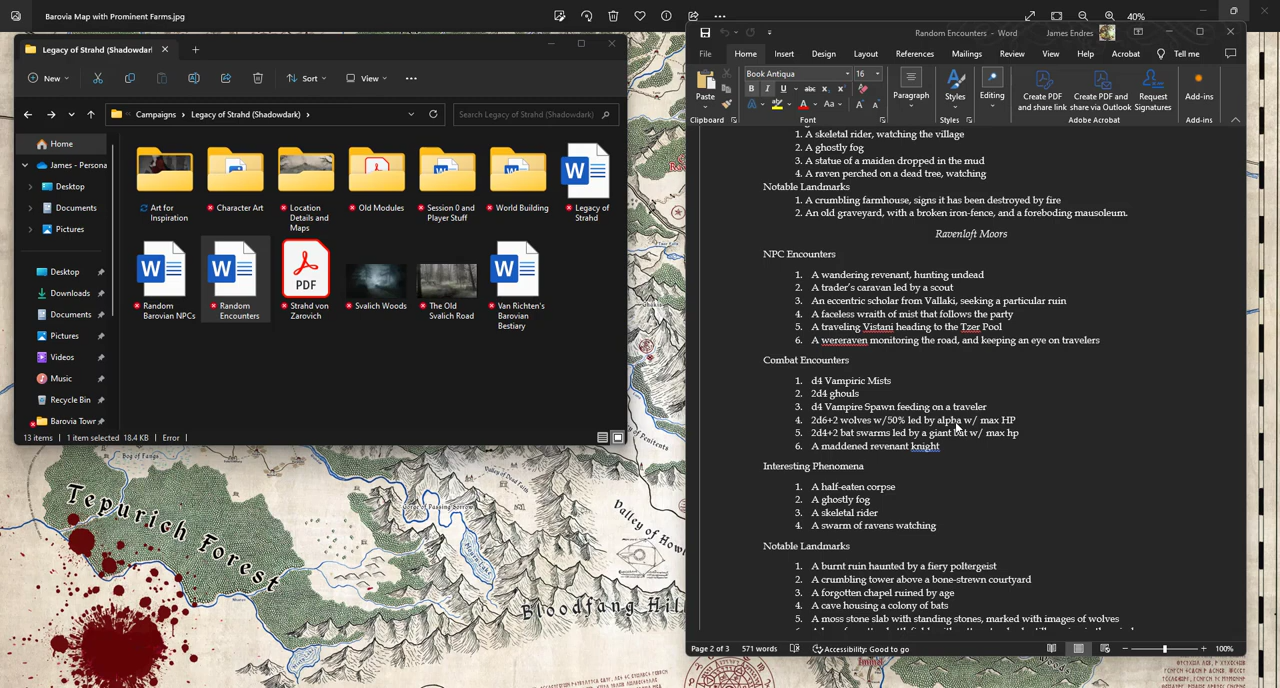 Barovia Map with Prominent Farms.jpg
40%
Legacy of Strahd (Shadowdarl
New
Sort
View
Campaigns
Legacy of Strahd (Shadowdark)
Search Legacy of Strahd (Shadowdark)
Home
James - Persona
Desktop
Documents
Pictures
Desktop
Downloads
Documents
Pictures
Videos
Music
Recycle Bin
Barovia Town
Art for Inspiration
Character Art
Location Details and Maps
Old Modules
Session 0 and Player Stuff
World Building
Legacy of Strahd
Random Barovian NPCs
Random Encounters
PDF
Strahd von Zarovich
Svalich Woods
The Old Svalich Road
Van Richten's Bovarian Bestiary
13 items
1 item selected 18.4 KB
Error
Random Encounters - Word
James Endres
File
Home
Insert
Design
Layout
References
Mailings
Review
View
Help
Acrobat
Tell me
Paste
Clipboard
Book Antiqua
16
Font
Paragraph
Styles
Styles
Editing
Create PDF and share link
Create PDF and share via Outlook
Request Signatures
Adobe Acrobat
Add-ins
Add-ins
1. A skeletal rider, watching the village
2. A ghostly fog
3. A statue of a maiden dropped in the mud
4. A raven perched on a dead tree, watching
Notable Landmarks
1. A crumbling farmhouse, signs it has been destroyed by fire
2. An old graveyard, with a broken iron-fence, and a foreboding mausoleum.
Ravenloft Moors
NPC Encounters
1. A wandering revenant, hunting undead
2. A trader's caravan led by a scout
3. An eccentric scholar from Vallaki, seeking a particular ruin
4. A faceless wraith of mist that follows the party
5. A traveling Vistani heading to the Tzer Pool
6. A wereraven monitoring the road, and keeping an eye on travelers
Combat Encounters
1. d4 Vampiric Mists
2. 2d4 ghouls
3. d4 Vampire Spawn feeding on a traveler
4. 2d6+2 wolves w/50% led by alpha w/ max HP
5. 2d4+2 bat swarms led by a giant bat w/ max hp
6. A maddened revenant knight
Interesting Phenomena
1. A half-eaten corpse
2. A ghostly fog
3. A skeletal rider
4. A swarm of ravens watching
Notable Landmarks
1. A burnt ruin haunted by a fiery poltergeist
2. A crumbling tower above a bone-strewn courtyard
3. A forgotten chapel ruined by age
4. A cave housing a colony of bats
5. A moss stone slab with standing stones, marked with images of wolves
Page 2 of 3
571 words
Accessibility: Good to go
100%
Tepurich Forest
Bloodfang Hil
Valley of How